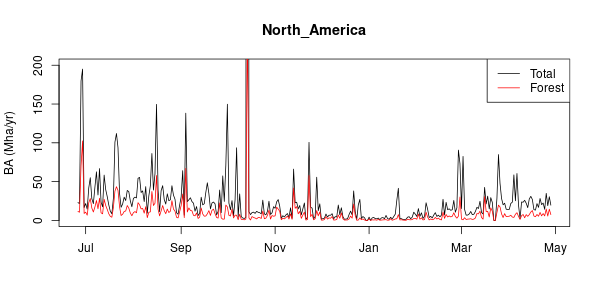 North_America
BA (Mha/yr)
200
150
100
50
0
Total
Forest
Jul
Sep
Nov
Jan
Mar
May